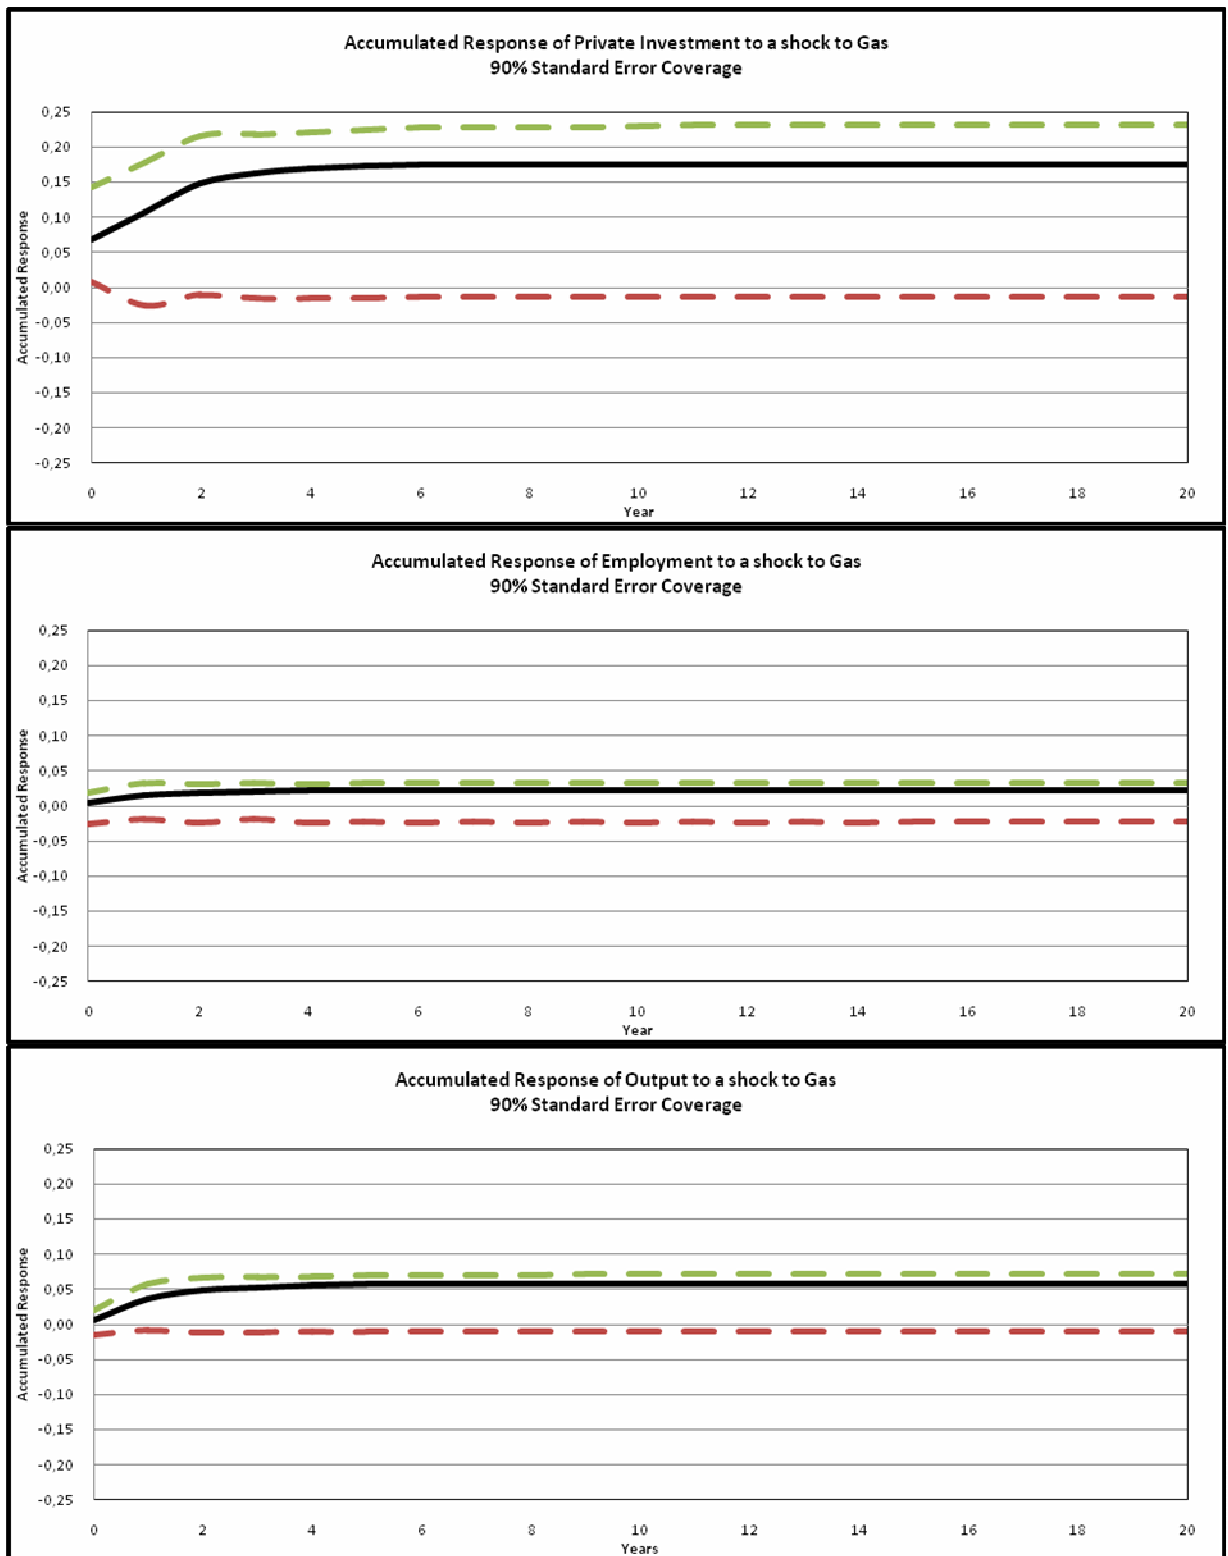 Accumulated Response of Private Investment to a shock to Gas
90% Standard Error Coverage
0,25
0,20
0,15
0,10
0,05
0,00
-0,05
-0,10
-0,15
-0,20
-0,25
Accumulated Response
0 2 4 6 8 10 12 14 16 18 20
Year
Accumulated Response of Employment to a shock to Gas
90% Standard Error Coverage
0,25
0,20
0,15
0,10
0,05
0,00
-0,05
-0,10
-0,15
-0,20
-0,25
Accumulated Response
0 2 4 6 8 10 12 14 16 18 20
Year
Accumulated Response of Output to a shock to Gas
90% Standard Error Coverage
0,25
0,20
0,15
0,10
0,05
0,00
-0,05
-0,10
-0,15
-0,20
-0,25
Accumulated Response
0 2 4 6 8 10 12 14 16 18 20
Years